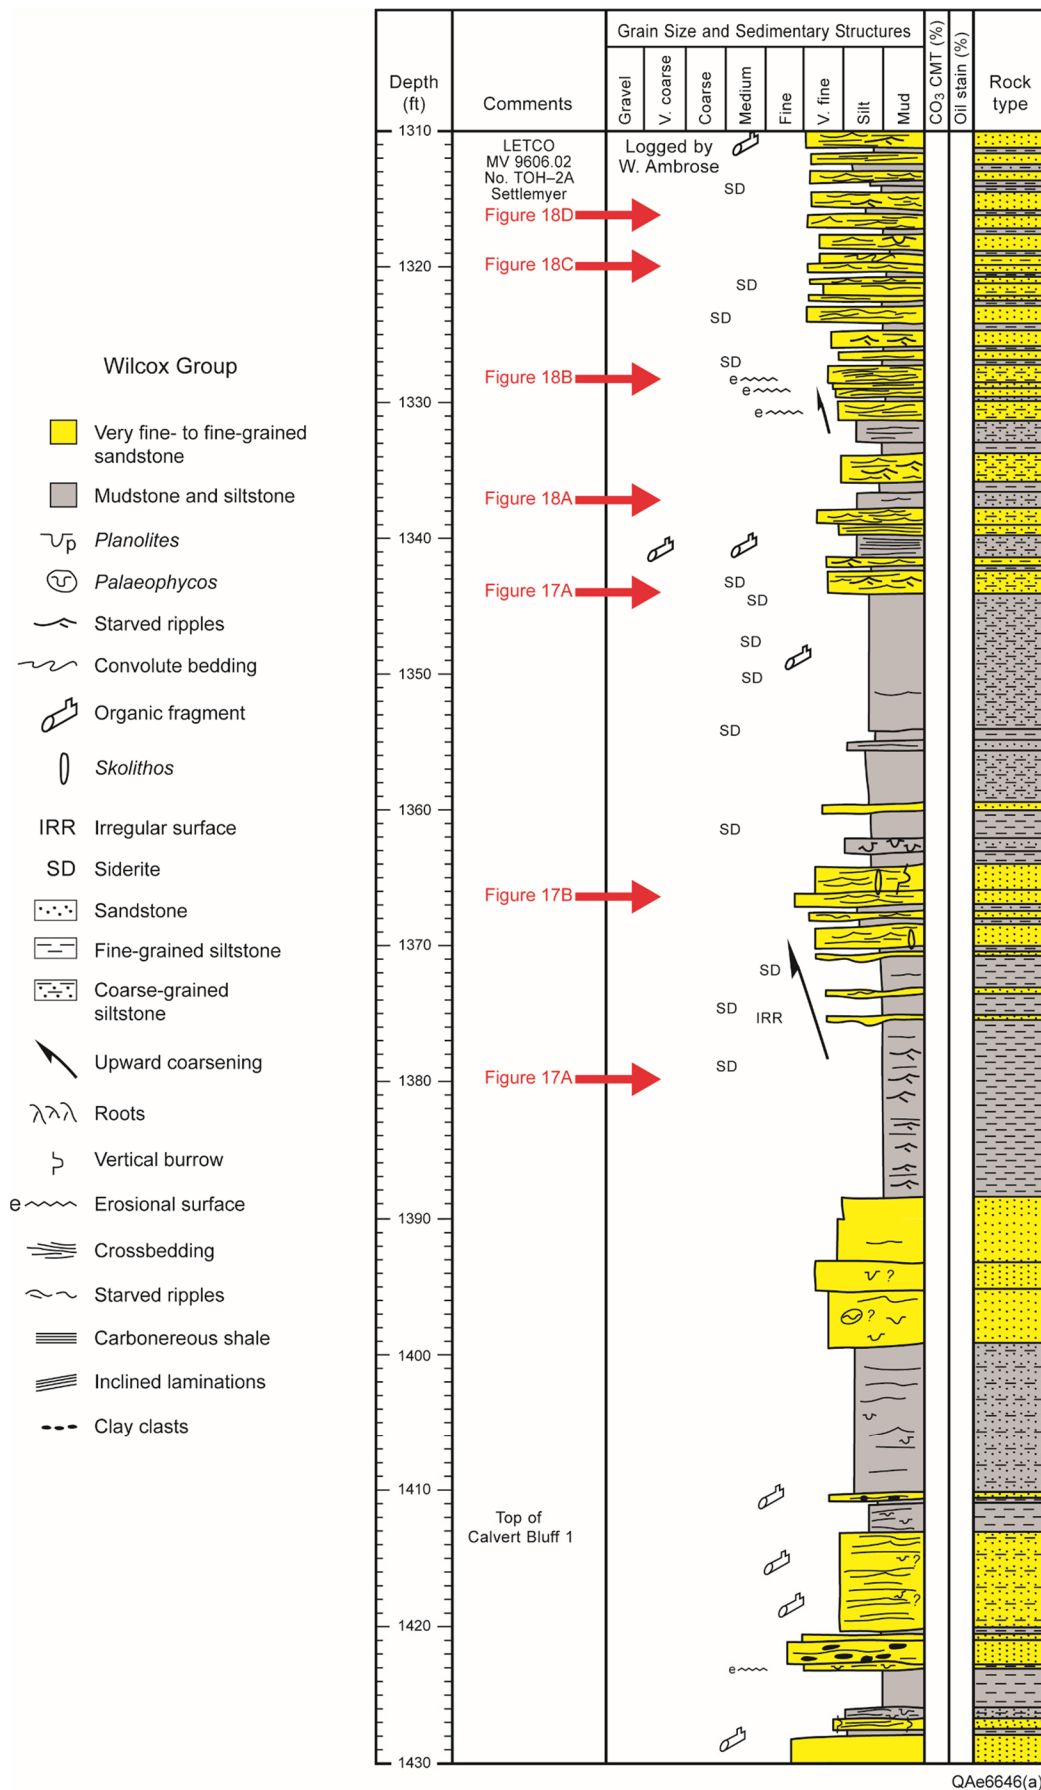 Grain Size and Sedimentary Structures
Depth
(ft)
Comments
Gravel
V. coarse
Coarse
Medium
Fine
V. fine
Silt
Mud
CO3 CMT (%)
Oil stain (%)
Rock
type
1310
LETCO
MV 9606.02
No. TOH–2A
Settlemyer
Logged by
W. Ambrose
SD
Figure 18D
1320
Figure 18C
SD
SD
Wilcox Group
SD
Figure 18B
e
e
1330
e
Very fine- to fine-grained
sandstone
Mudstone and siltstone
Figure 18A
p
Planolites
1340
Palaeophycos
SD
Figure 17A
SD
Starved ripples
SD
Convolute bedding
1350
SD
Organic fragment
SD
Skolithos
1360
IRR
Irregular surface
SD
SD
Siderite
Figure 17B
Sandstone
Fine-grained siltstone
1370
SD
Coarse-grained
siltstone
SD
IRR
Upward coarsening
SD
Figure 17A
1380
Roots
Vertical burrow
e
Erosional surface
1390
Crossbedding
?
Starved ripples
?
Carbonereous shale
1400
Inclined laminations
Clay clasts
1410
Top of
Calvert Bluff 1
?
?
1420
e
1430
QAe6646(a)